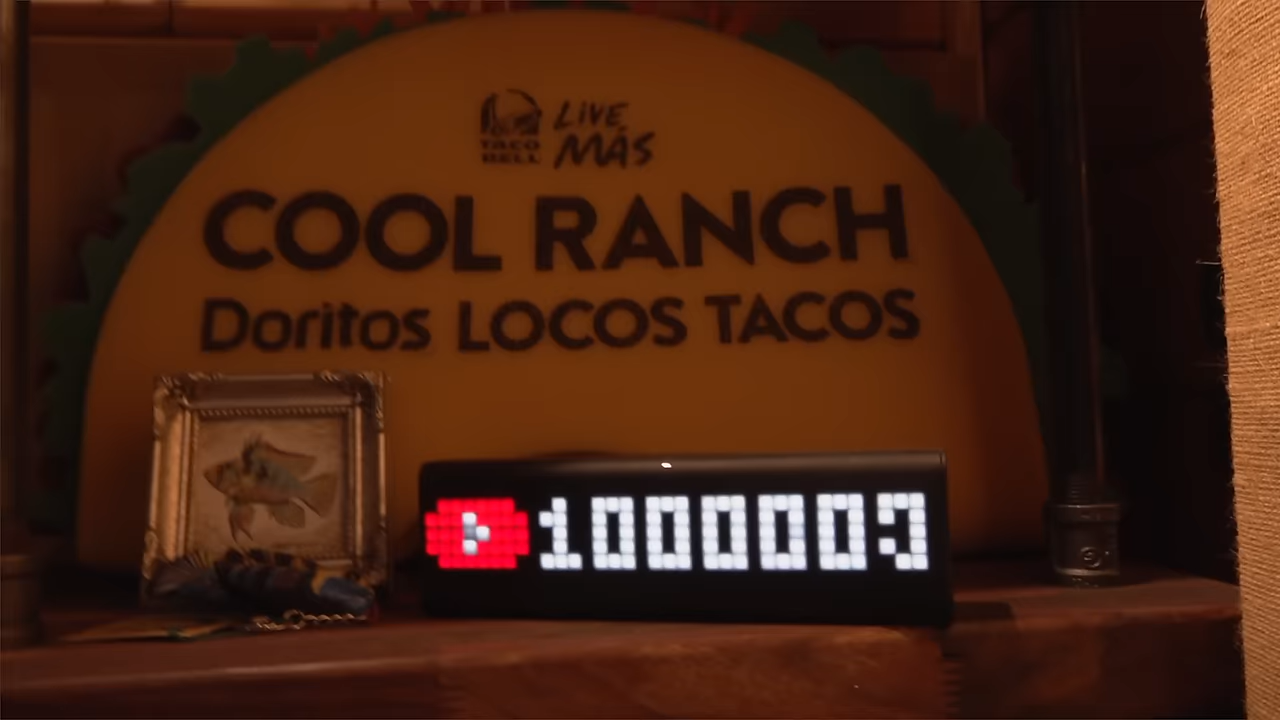 TACO
BELL
LIVE
MÁS
COOL RANCH
Doritos LOCOS TACOS
1000003